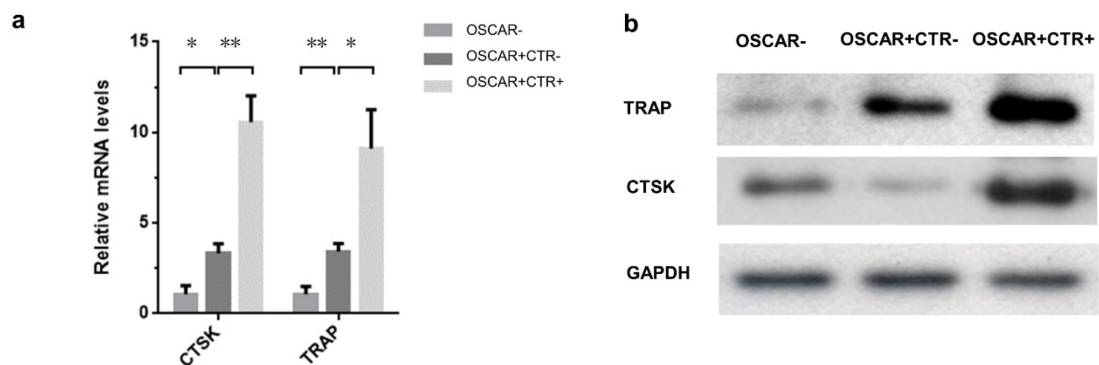 a
15
10
5
0
Relative mRNA levels
* ** ** *
CTSK
TRAP
OSCAR-
OSCAR+CTR-
OSCAR+CTR+
b
OSCAR- OSCAR+CTR- OSCAR+CTR+
TRAP
CTSK
GAPDH